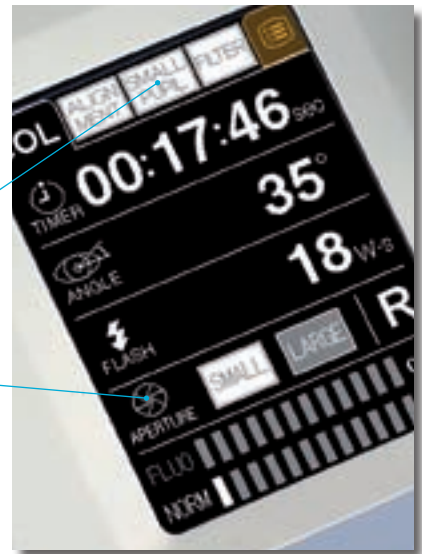 OL ALIGN MENT SMALL PUPIL FILTER
TIMER 00:17:46 sec
ANGLE 35°
FLASH 18 W·s
APERTURE SMALL LARGE R
FLUO
NORM